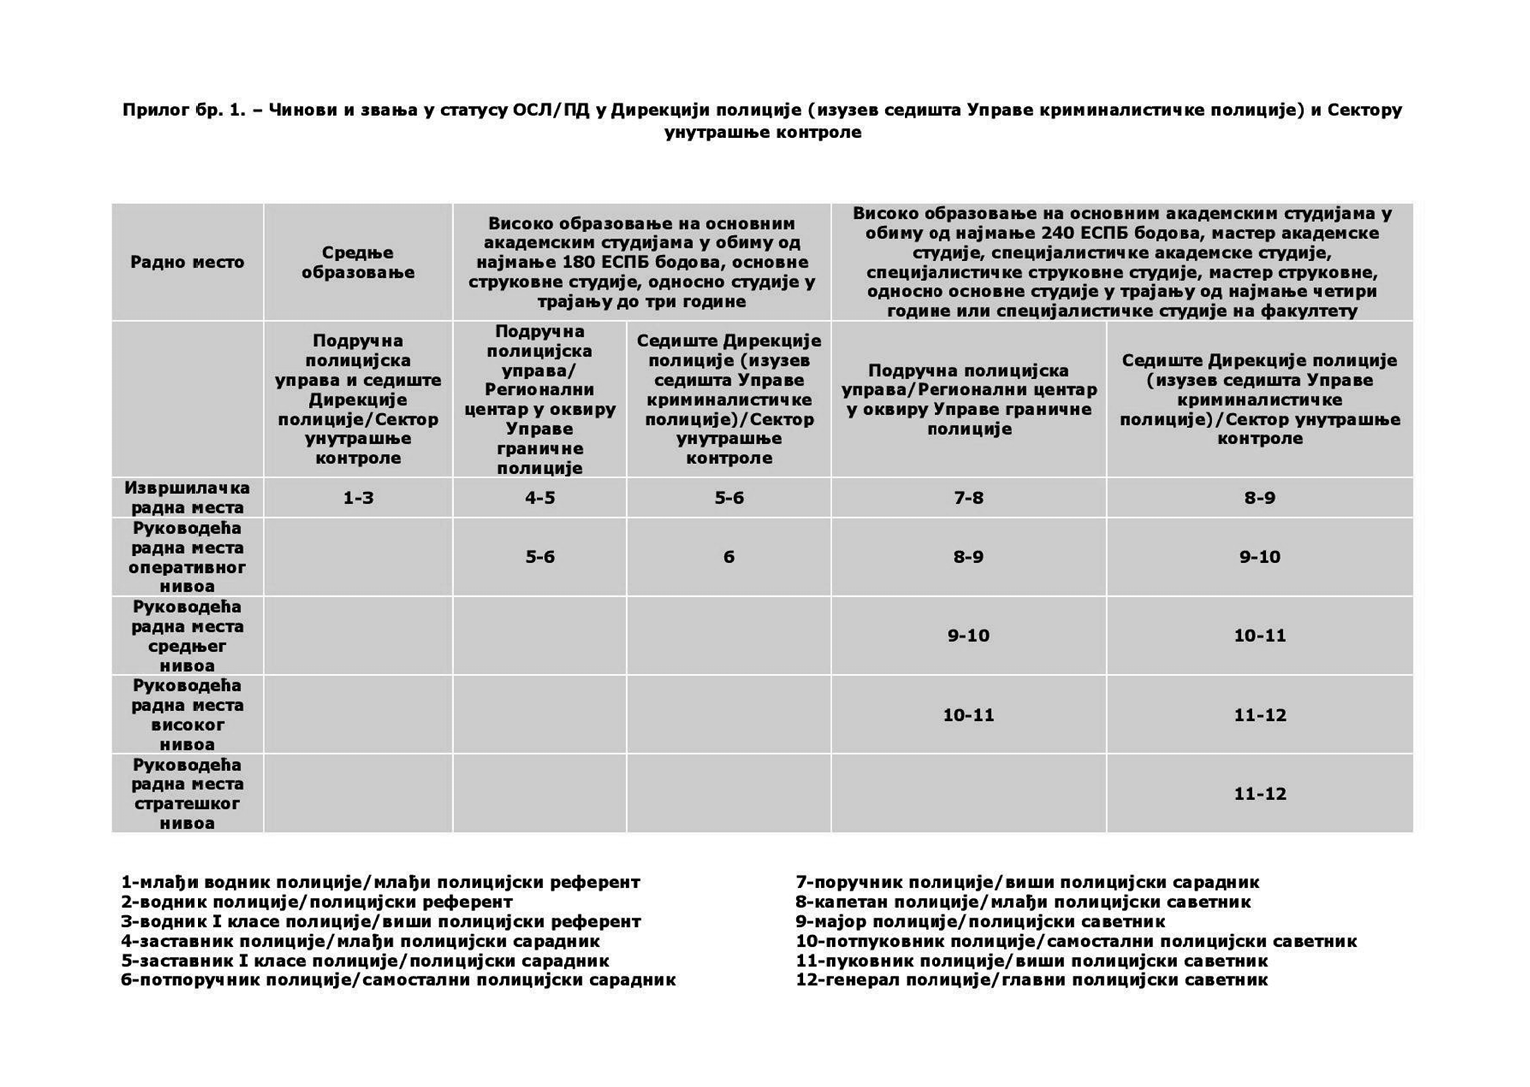 Прилог бр. 1. – Чинови и звања у статусу ОСЛ/ПД у Дирекцији полиције (изузев седишта Управе криминалистичке полиције) и Сектору
унутрашње контроле
Радно место
Средње
образовање
Високо образовање на основним
академским студијама у обиму од
најмање 180 ЕСПБ бодова, основне
струковне студије, односно студије у
трајању до три године
Високо образовање на основним академским студијама у
обиму од најмање 240 ЕСПБ бодова, мастер академске
студије, специјалистичке академске студије,
специјалистичке струковне студије, мастер струковне,
односно основне студије у трајању од најмање четири
године или специјалистичке студије на факултету
Подручна
полицијска
управа и седиште
Дирекције
полиције/Сектор
унутрашње
контроле
Подручна
полицијска
управа/
Регионални
центар у оквиру
Управе
граничне
полиције
Седиште Дирекције
полиције (изузев
седишта Управе
криминалистичке
полиције)/Сектор
унутрашње
контроле
Подручна полицијска
управа/Регионални центар
у оквиру Управе граничне
полиције
Седиште Дирекције полиције
(изузев седишта Управе
криминалистичке
полиције)/Сектор унутрашње
контроле
Извршилачка
радна места
1-3
4-5
5-6
7-8
8-9
Руководећа
радна места
оперативног
нивоа
5-6
6
8-9
9-10
Руководећа
радна места
средњег
нивоа
9-10
10-11
Руководећа
радна места
високог
нивоа
10-11
11-12
Руководећа
радна места
стратешког
нивоа
11-12
1-млађи водник полиције/млађи полицијски референт
2-водник полиције/полицијски референт
3-водник I класе полиције/виши полицијски референт
4-заставник полиције/млађи полицијски сарадник
5-заставник I класе полиције/полицијски сарадник
6-потпоручник полиције/самостални полицијски сарадник
7-поручник полиције/виши полицијски сарадник
8-капетан полиције/млађи полицијски саветник
9-мајор полиције/полицијски саветник
10-потпуковник полиције/самостални полицијски саветник
11-пуковник полиције/виши полицијски саветник
12-генерал полиције/главни полицијски саветник